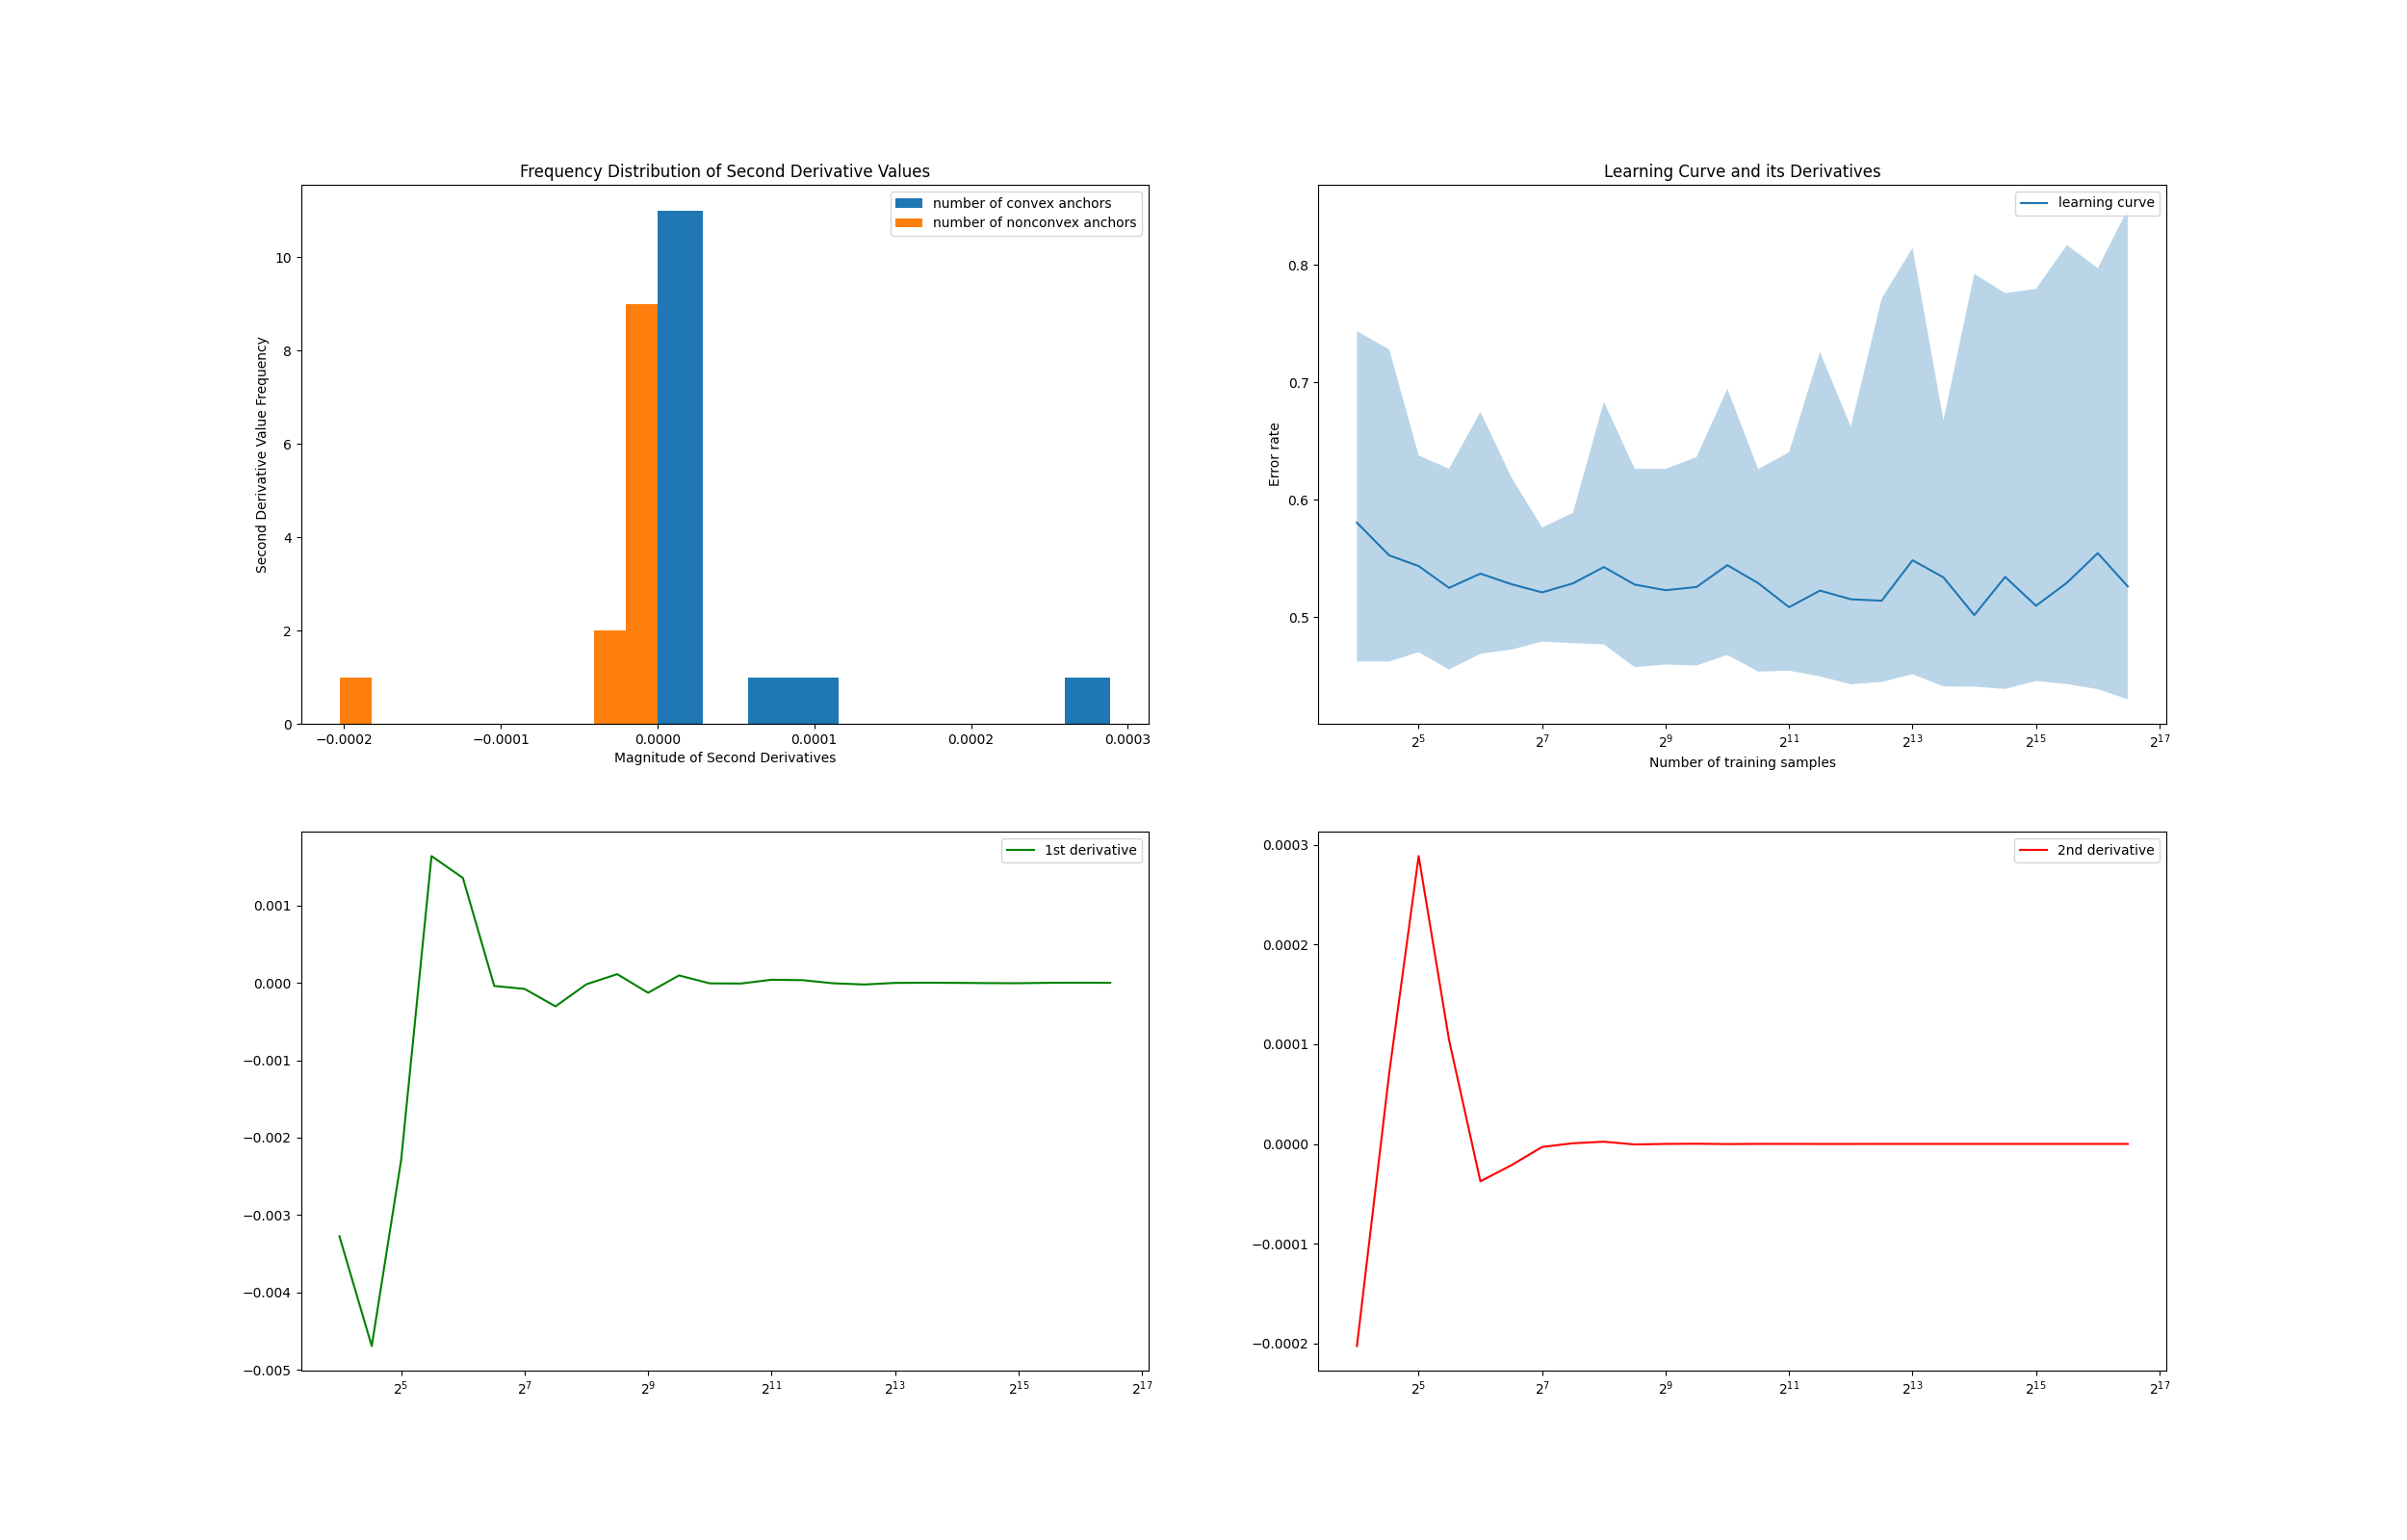 Frequency Distribution of Second Derivative Values
number of convex anchors
number of nonconvex anchors
Second Derivative Value Frequency
10
8
6
4
2
0
−0.0002 −0.0001 0.0000 0.0001 0.0002 0.0003
Magnitude of Second Derivatives
Learning Curve and its Derivatives
learning curve
Error rate
0.8
0.7
0.6
0.5
2^5 2^7 2^9 2^11 2^13 2^15 2^17
Number of training samples
1st derivative
0.001
0.000
−0.001
−0.002
−0.003
−0.004
−0.005
2^5 2^7 2^9 2^11 2^13 2^15 2^17
2nd derivative
0.0003
0.0002
0.0001
0.0000
−0.0001
−0.0002
2^5 2^7 2^9 2^11 2^13 2^15 2^17